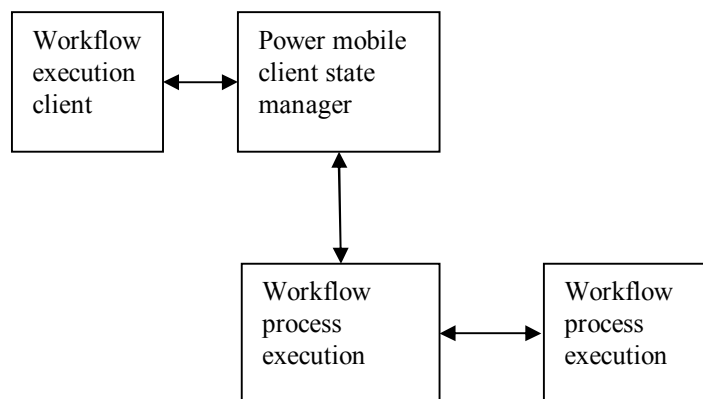 Workflow
execution
client
Power mobile
client state
manager
Workflow
process
execution
Workflow
process
execution